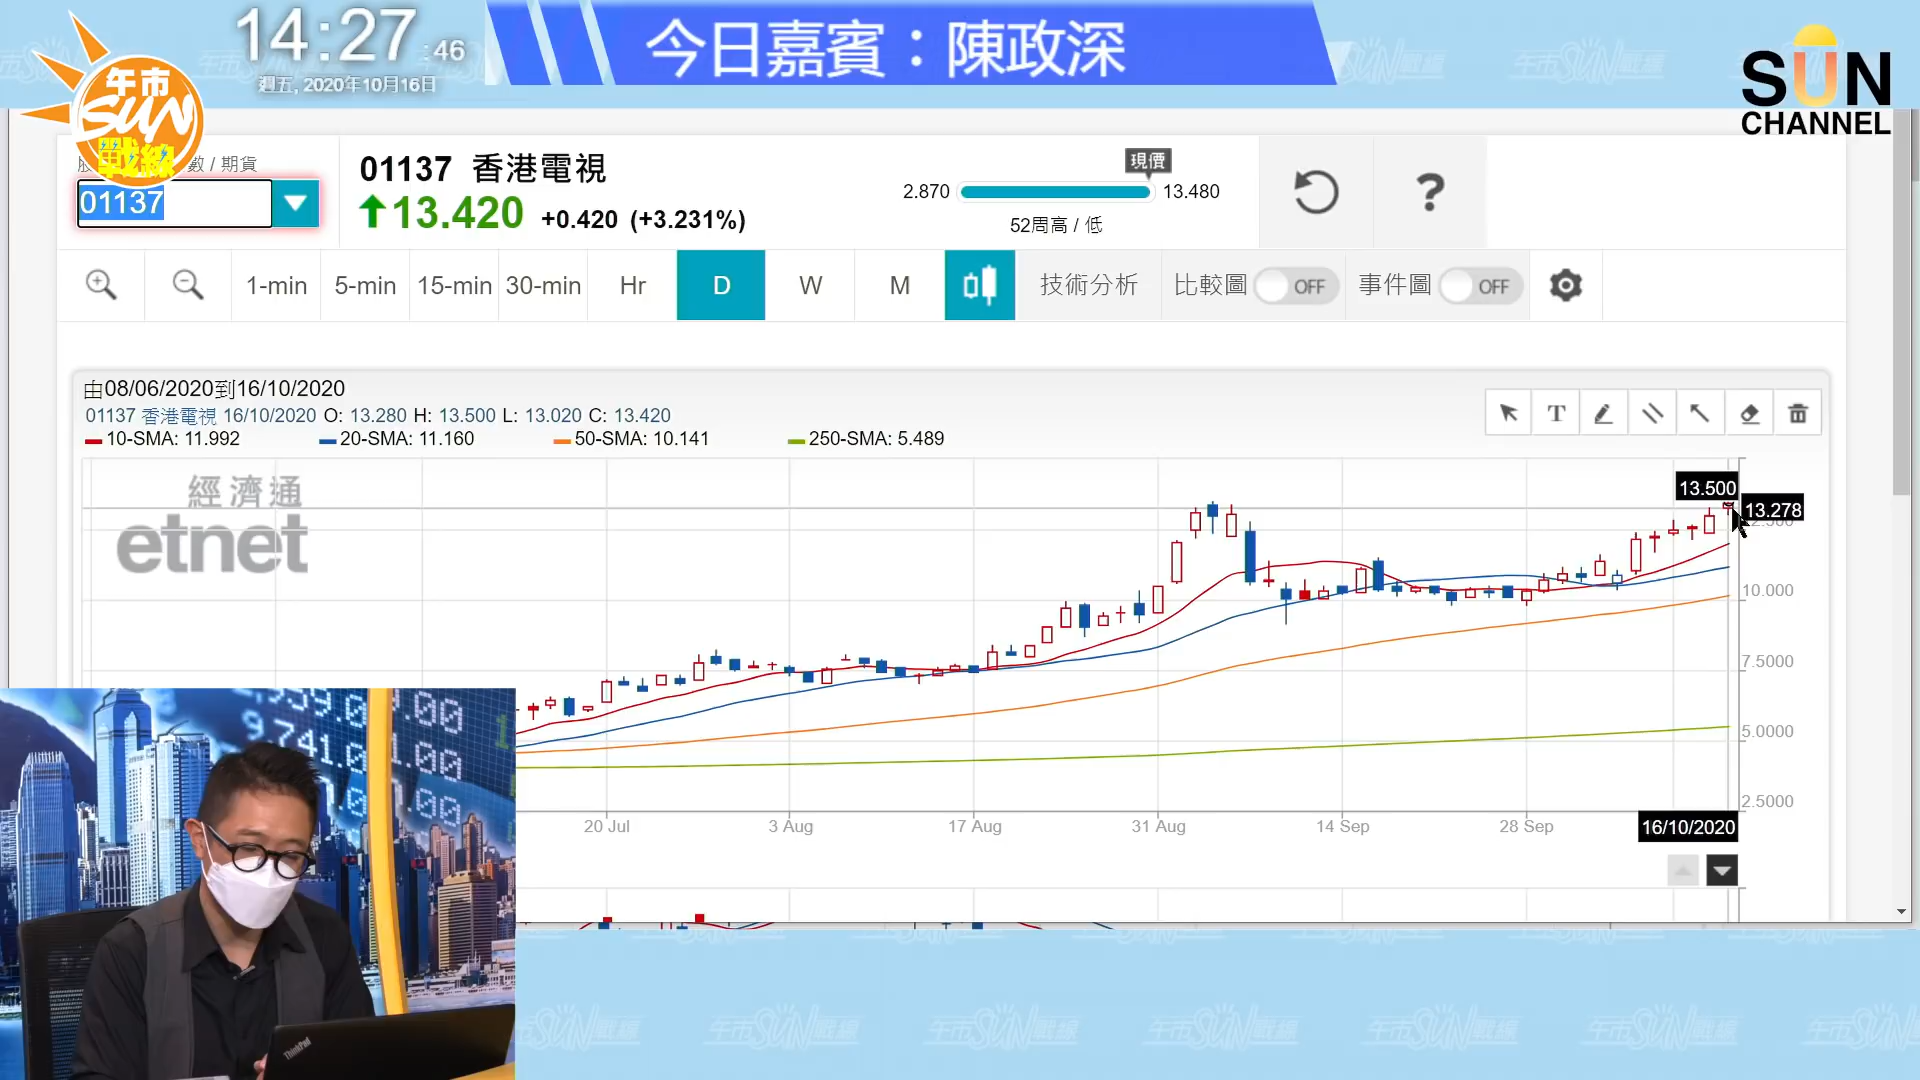 14:27:46
週五, 2020年10月16日
今日嘉賓：陳政深
午市
SUN
戰線
SUN
CHANNEL
數 / 期貨
01137
01137 香港電視
13.420 +0.420 (+3.231%)
現價
2.870 13.480
52周高 / 低
?
1-min 5-min 15-min 30-min Hr D W M 技術分析 比較圖 OFF 事件圖 OFF
由08/06/2020到16/10/2020
01137 香港電視 16/10/2020 O: 13.280 H: 13.500 L: 13.020 C: 13.420
10-SMA: 11.992 20-SMA: 11.160 50-SMA: 10.141 250-SMA: 5.489
T
經濟通
etnet
13.500
13.278
10.000
7.5000
5.0000
2.5000
20 Jul 3 Aug 17 Aug 31 Aug 14 Sep 28 Sep 16/10/2020
ThinkPad